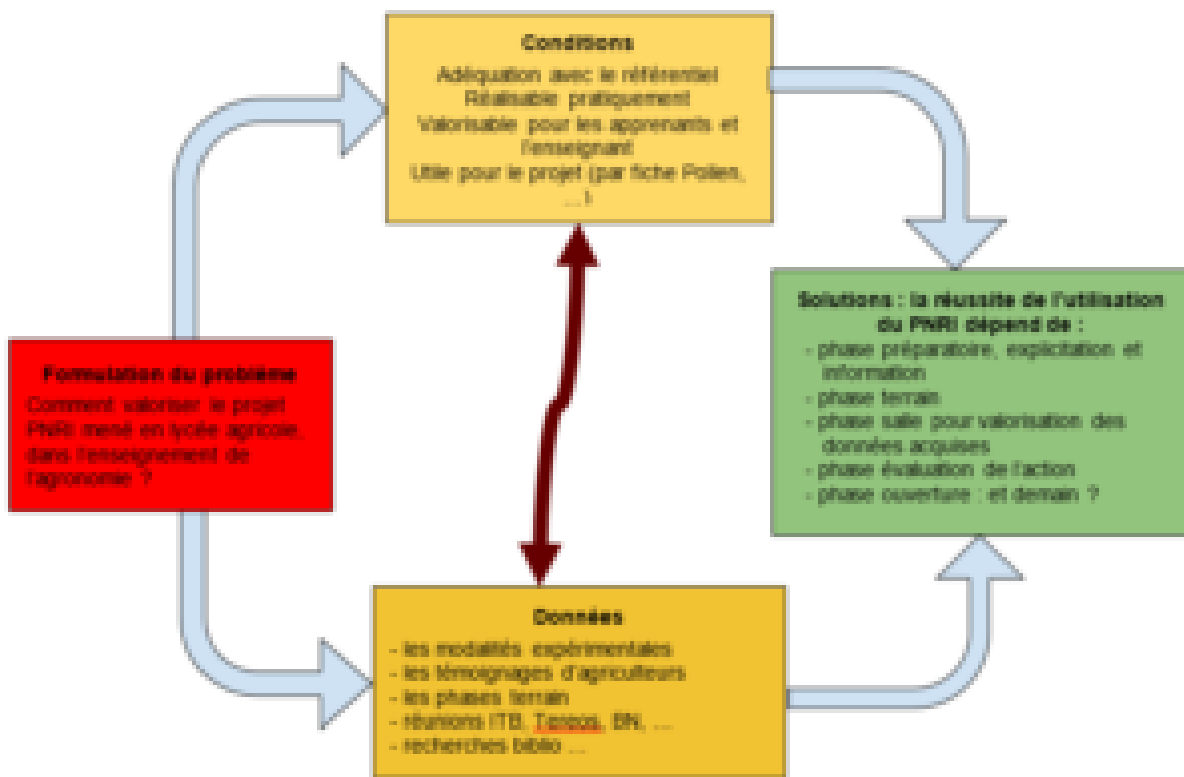 Conditions
Adéquation avec le référentiel
Réalisable pratiquement
Valorisable pour les apprenants et
l'enseignant
Utile pour le projet (par fiche Pollen,
...)
Formulation du problème
Comment valoriser le projet
PNRI mené en lycée agricole,
dans l'enseignement de
l'agronomie ?
Solutions : la réussite de l'utilisation
du PNRI dépend de :
- phase préparatoire, explicitation et
information
- phase terrain
- phase salle pour valorisation des
données acquises
- phase évaluation de l'action
- phase ouverture : et demain ?
Données
- les modalités expérimentales
- les témoignages d'agriculteurs
- les phases terrain
- réunions ITB, Tereos, BN, ...
- recherches biblio ...